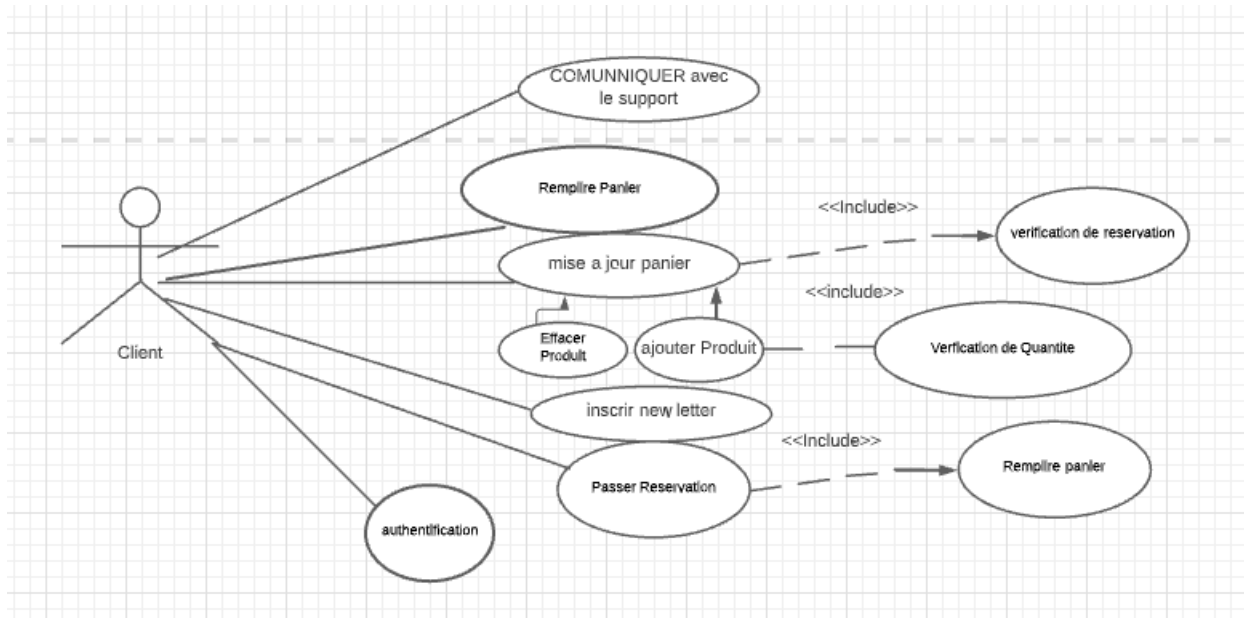 COMUNNIQUER avec
le support
Remplire Panier
<<Include>>
verification de reservation
mise a jour panier
<<include>>
Effacer
Produit
ajouter Produit
Verfication de Quantite
Client
inscrir new letter
<<Include>>
Passer Reservation
Remplire panier
authentification